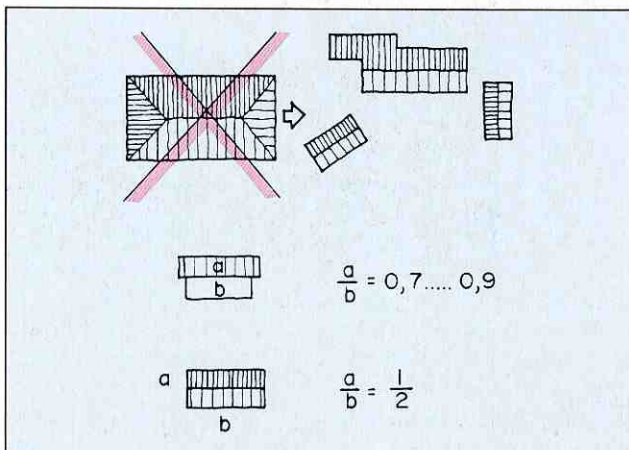 a
b
a/b = 0,7..... 0,9
a
b
a/b = 1/2